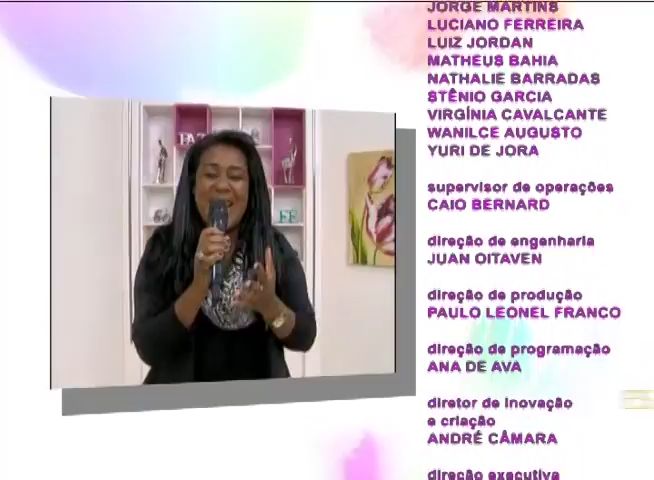 JORGE MARTINS
LUCIANO FERREIRA
LUIZ JORDAN
MATHEUS BAHIA
NATHALIE BARRADAS
STÊNIO GARCIA
VIRGÍNIA CAVALCANTE
WANILCE AUGUSTO
YURI DE JORA
supervisor de operações
CAIO BERNARD
direção de engenharia
JUAN OITAVEN
direção de produção
PAULO LEONEL FRANCO
direção de programação
ANA DE AVA
diretor de inovação
e criação
ANDRÉ CÂMARA
direção executiva
PAZ
FÉ